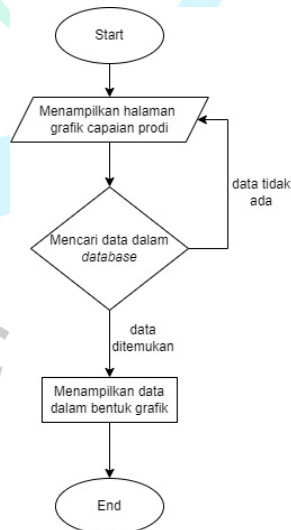 Start
Menampilkan halaman
grafik capaian prodi
data tidak
ada
Mencari data dalam
database
data
ditemukan
Menampilkan data
dalam bentuk grafik
End